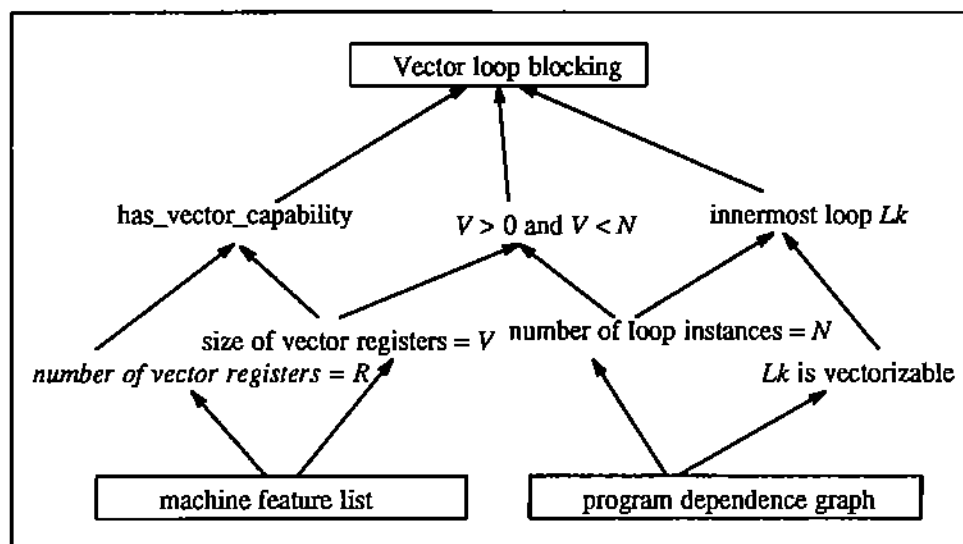 Vector loop blocking
has_vector_capability
V > 0 and V < N
innermost loop Lk
size of vector registers = V
number of loop instances = N
number of vector registers = R
Lk is vectorizable
machine feature list
program dependence graph